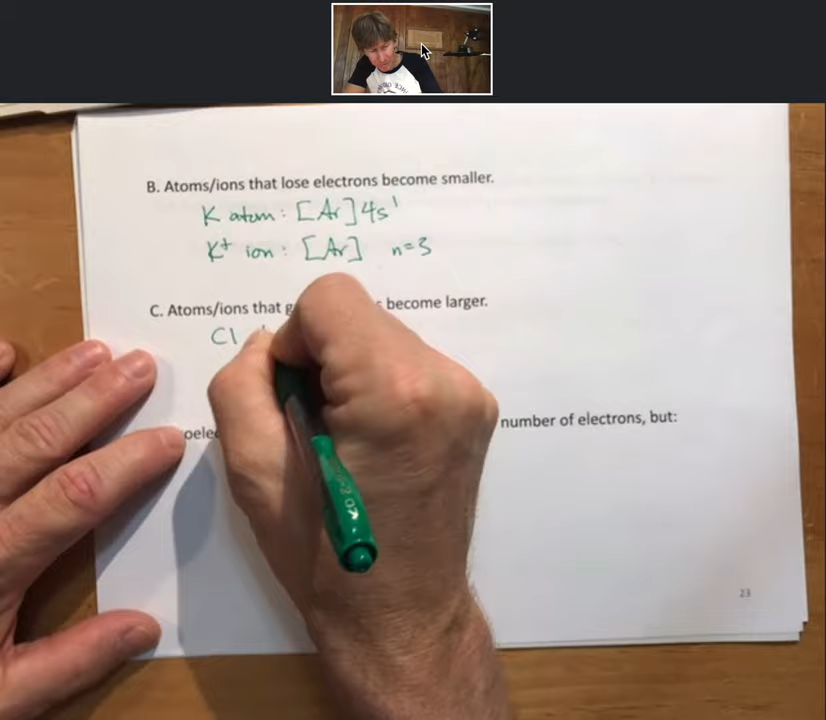 B. Atoms/ions that lose electrons become smaller.
K atom : [Ar] 4s¹
K⁺ ion : [Ar] n=3
C. Atoms/ions that become larger.
Cl
number of electrons, but:
23